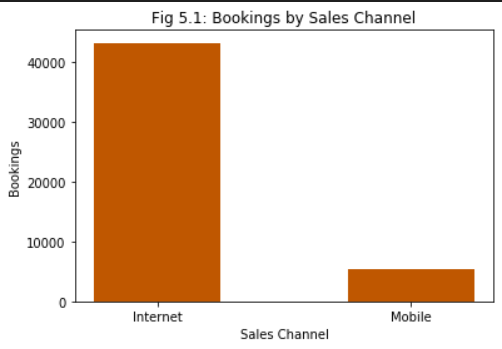 Fig 5.1: Bookings by Sales Channel
40000
30000
20000
10000
0
Bookings
Internet
Mobile
Sales Channel